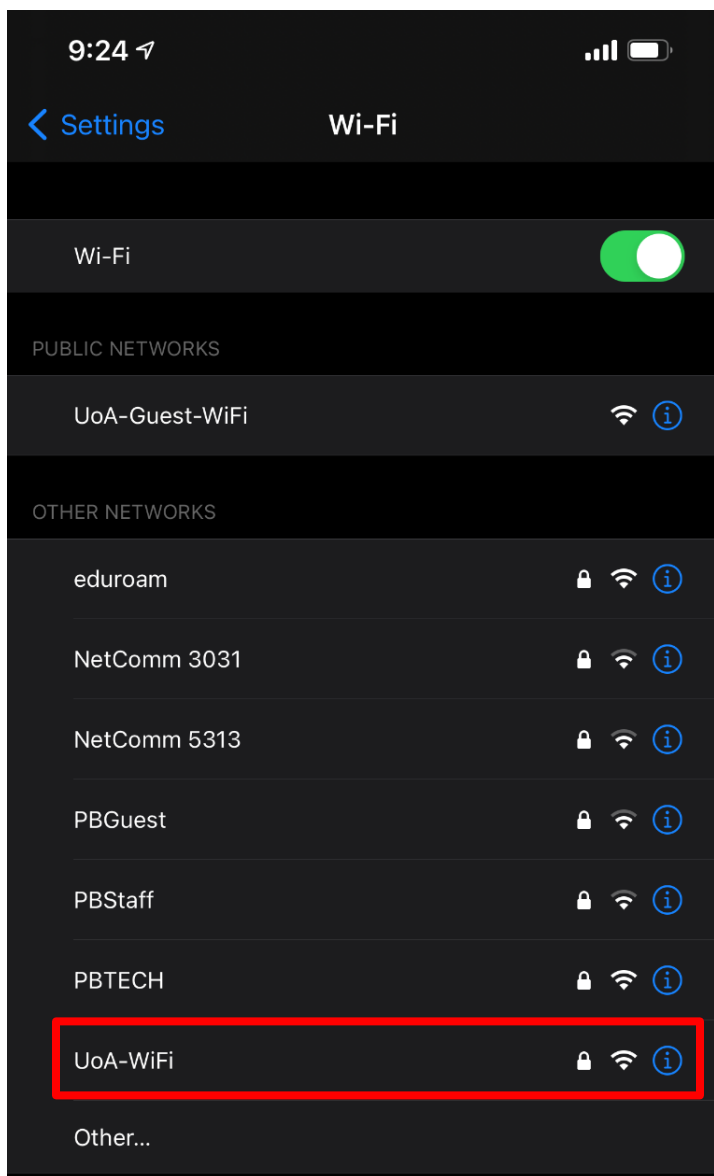 9:24
Settings
Wi-Fi
Wi-Fi
PUBLIC NETWORKS
UoA-Guest-WiFi
OTHER NETWORKS
eduroam
NetComm 3031
NetComm 5313
PBGuest
PBStaff
PBTECH
UoA-WiFi
Other...